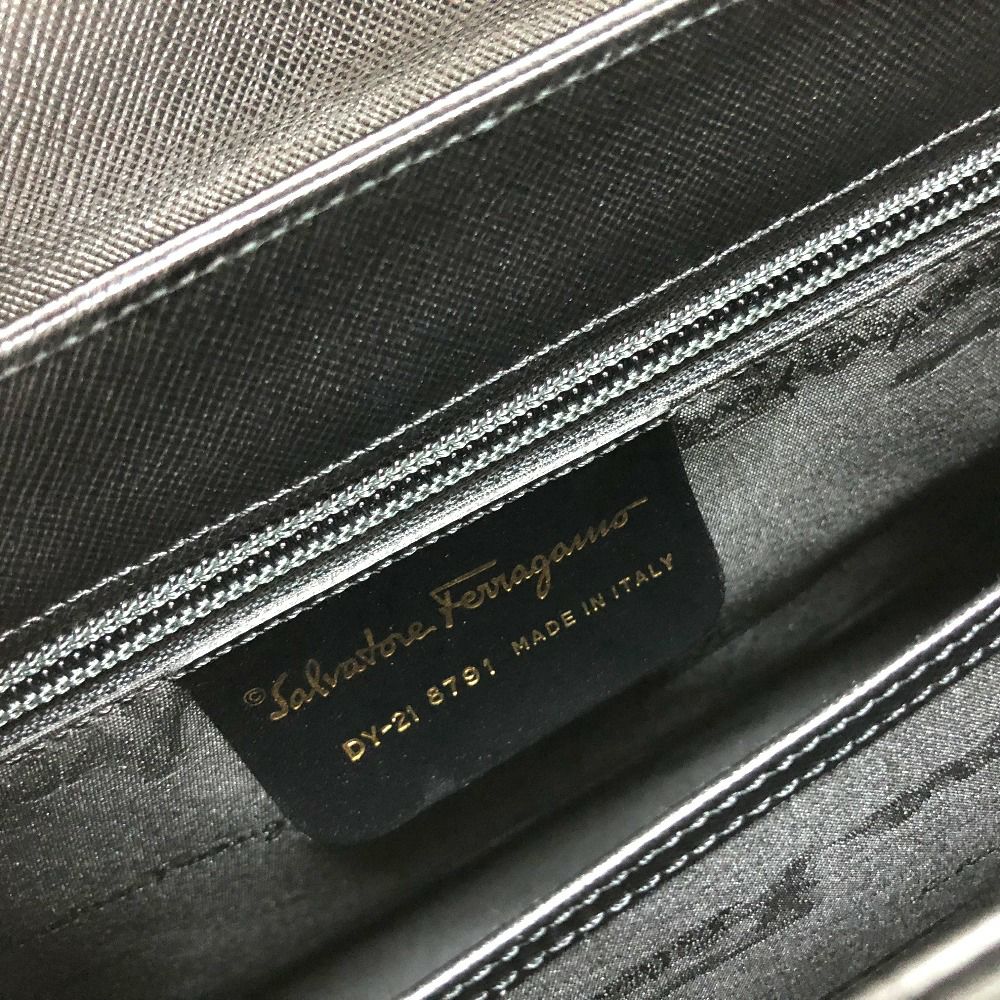 ©Salvatore Ferragamo
DY-21 8791 MADE IN ITALY